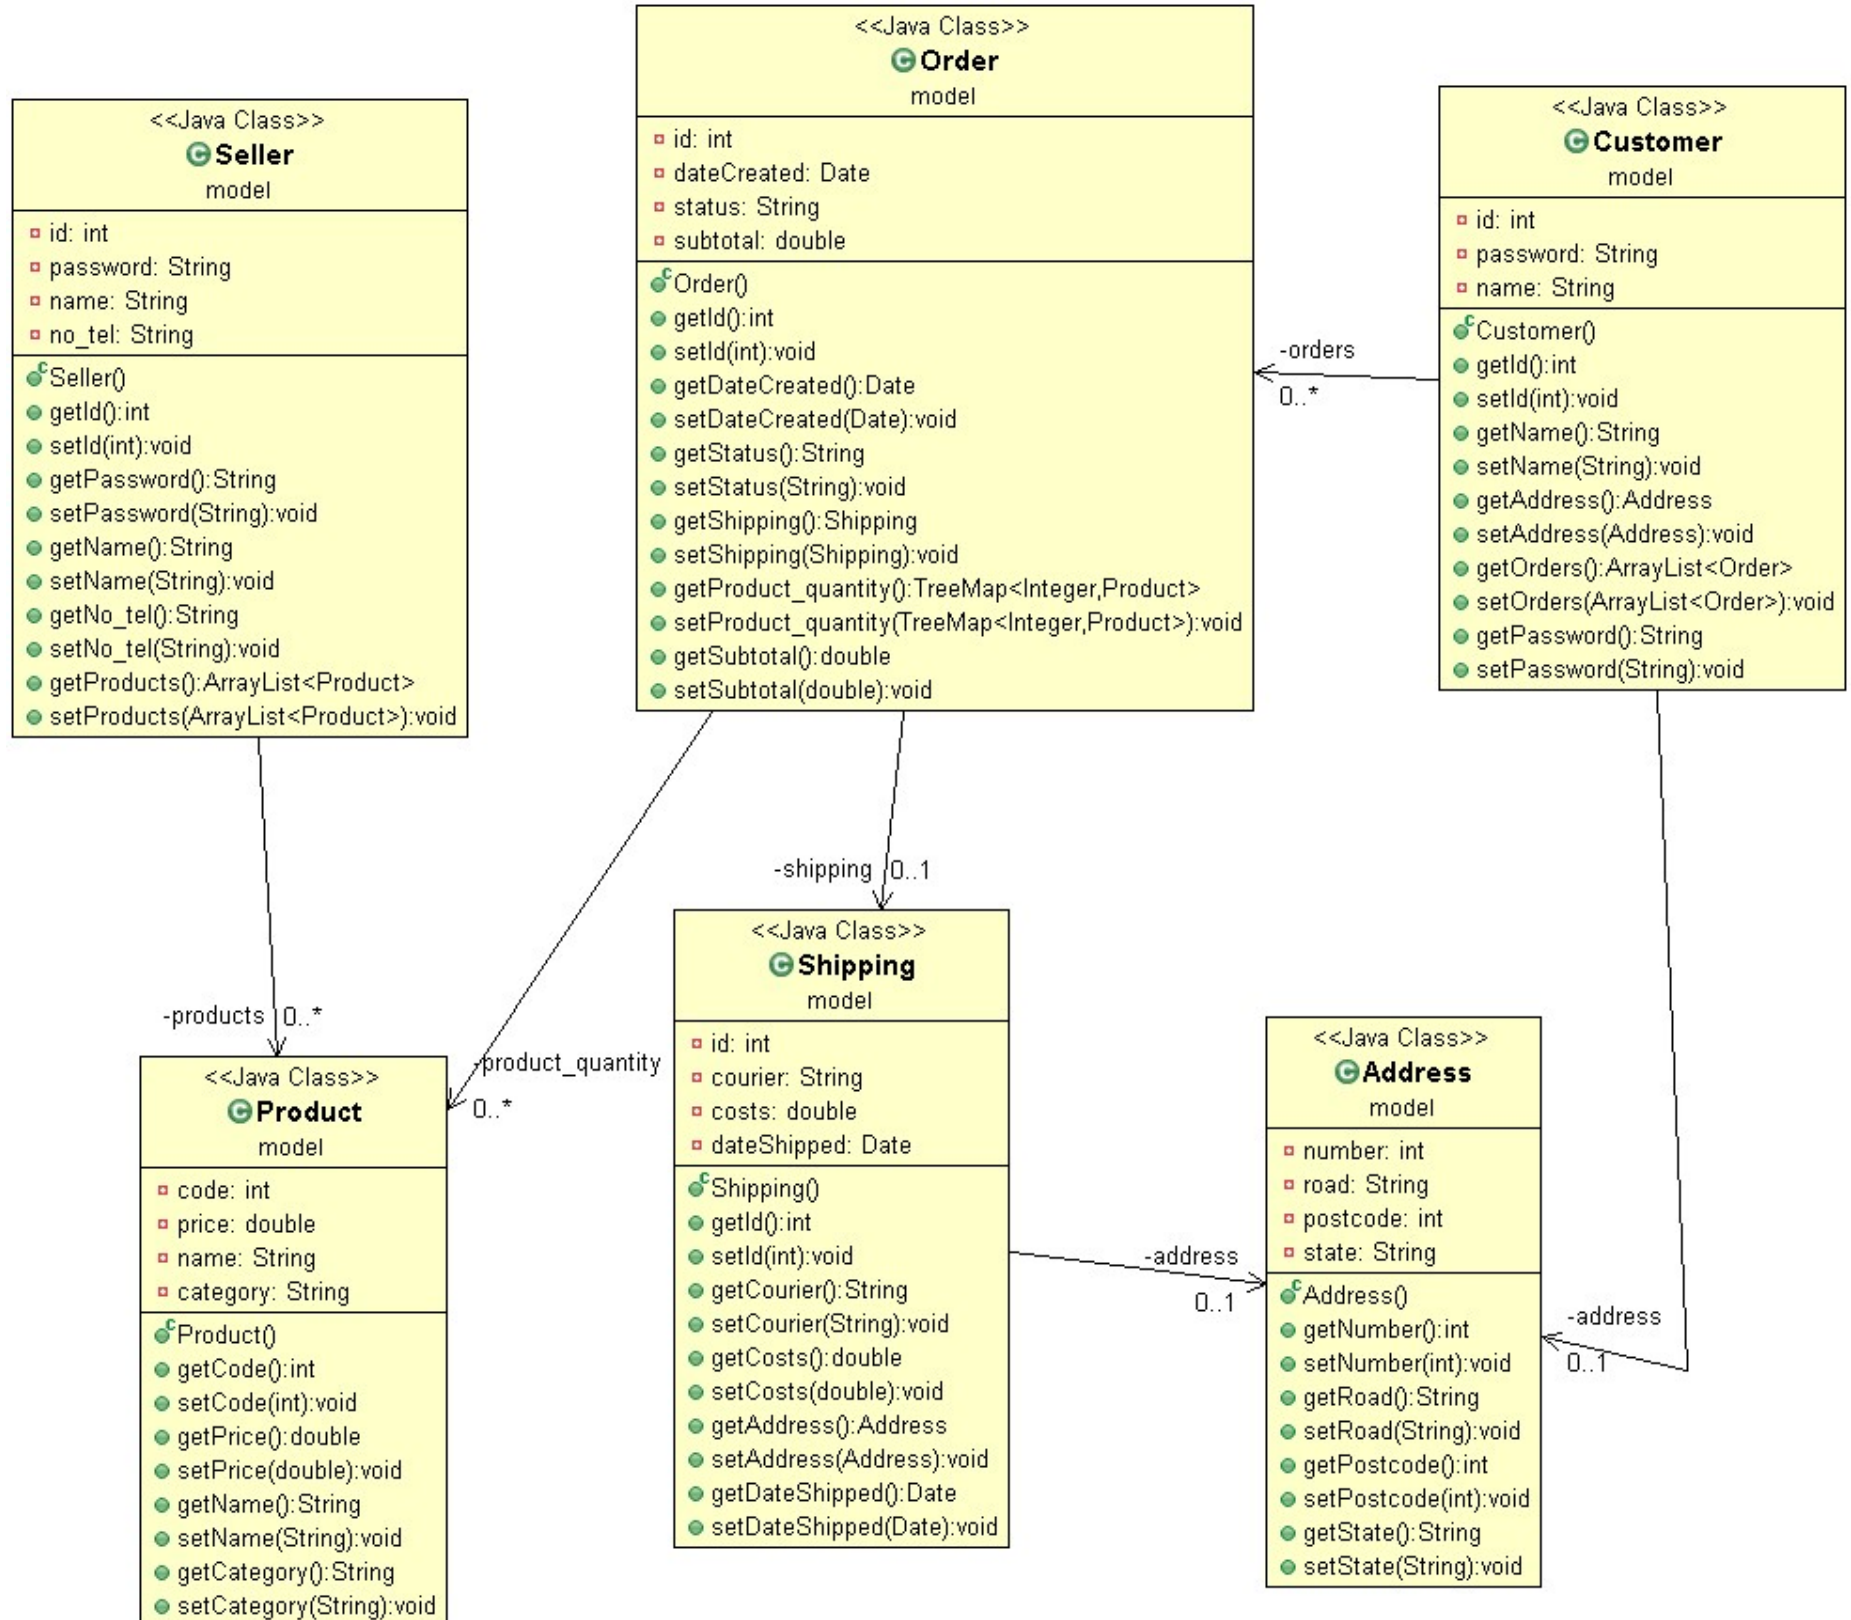 <<Java Class>>
Seller
model
id: int
password: String
name: String
no_tel: String
Seller()
getId():int
setId(int):void
getPassword():String
setPassword(String):void
getName():String
setName(String):void
getNo_tel():String
setNo_tel(String):void
getProducts():ArrayList<Product>
setProducts(ArrayList<Product>):void
<<Java Class>>
Order
model
id: int
dateCreated: Date
status: String
subtotal: double
Order()
getId():int
setId(int):void
getDateCreated():Date
setDateCreated(Date):void
getStatus():String
setStatus(String):void
getShipping():Shipping
setShipping(Shipping):void
getProduct_quantity():TreeMap<Integer,Product>
setProduct_quantity(TreeMap<Integer,Product>):void
getSubtotal():double
setSubtotal(double):void
-orders
0..*
<<Java Class>>
Customer
model
id: int
password: String
name: String
Customer()
getId():int
setId(int):void
getName():String
setName(String):void
getAddress():Address
setAddress(Address):void
getOrders():ArrayList<Order>
setOrders(ArrayList<Order>):void
getPassword():String
setPassword(String):void
-products 0..*
-product_quantity
0..*
-shipping 0..1
<<Java Class>>
Product
model
code: int
price: double
name: String
category: String
Product()
getCode():int
setCode(int):void
getPrice():double
setPrice(double):void
getName():String
setName(String):void
getCategory():String
setCategory(String):void
<<Java Class>>
Shipping
model
id: int
courier: String
costs: double
dateShipped: Date
Shipping()
getId():int
setId(int):void
getCourier():String
setCourier(String):void
getCosts():double
setCosts(double):void
getAddress():Address
setAddress(Address):void
getDateShipped():Date
setDateShipped(Date):void
-address
0..1
<<Java Class>>
Address
model
number: int
road: String
postcode: int
state: String
Address()
getNumber():int
setNumber(int):void
getRoad():String
setRoad(String):void
getPostcode():int
setPostcode(int):void
getState():String
setState(String):void
-address
0..1